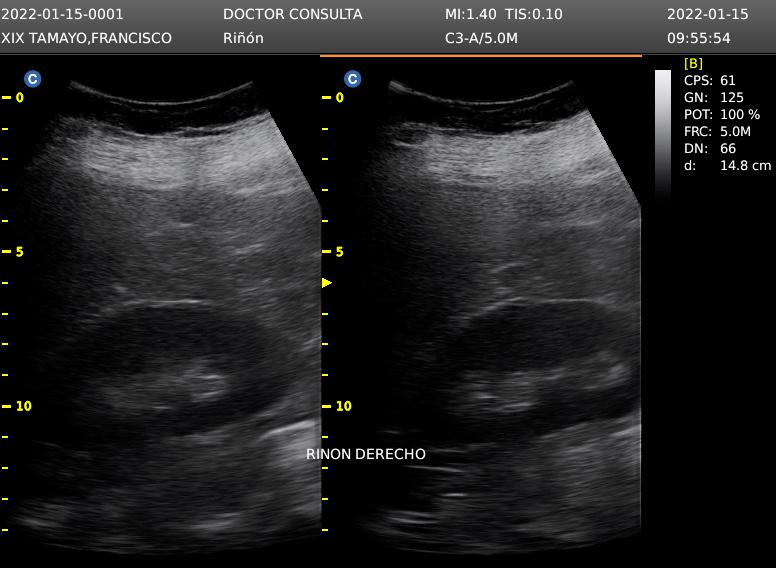 2022-01-15-0001 DOCTOR CONSULTA MI:1.40 TIS:0.10 2022-01-15
XIX TAMAYO,FRANCISCO Riñón C3-A/5.0M 09:55:54
C
C
[B]
CPS: 61
GN: 125
POT: 100 %
FRC: 5.0M
DN: 66
d: 14.8 cm
0
0
5
5
10
10
RINON DERECHO